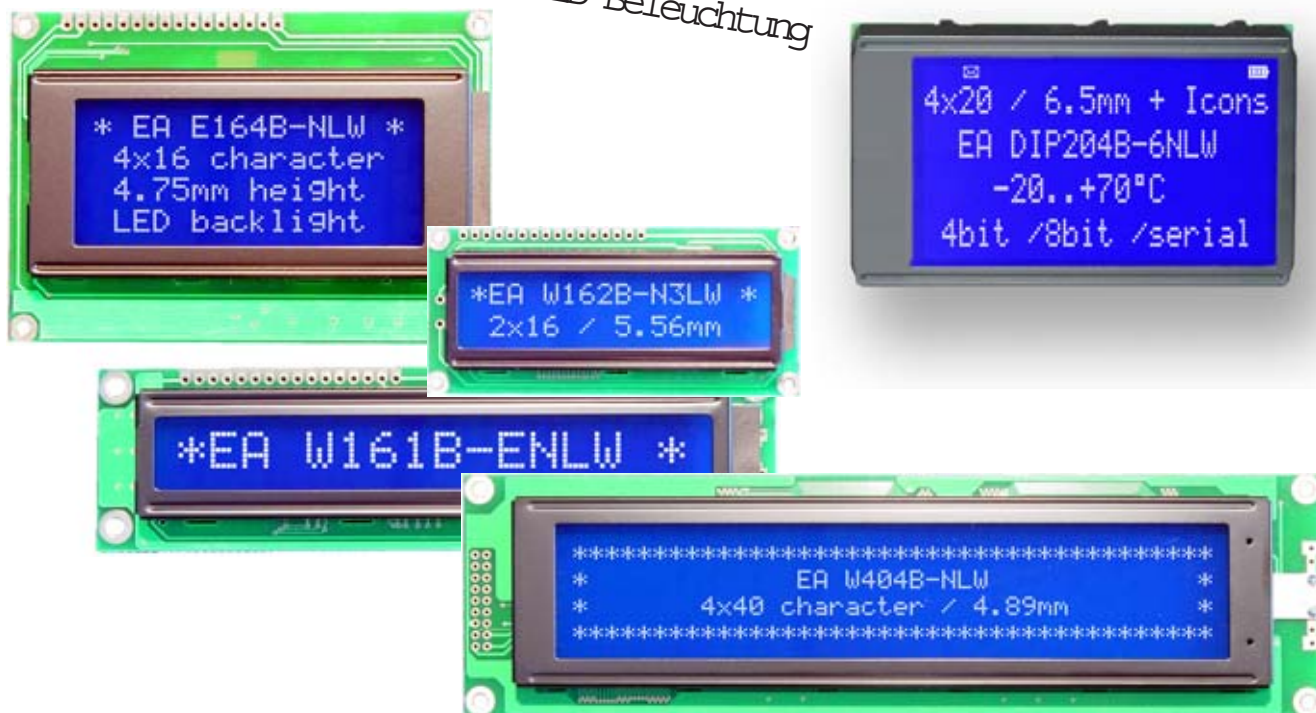 Beleuchtung
* EA E164B-NLW *
4x16 character
4.75mm height
LED backlight
4x20 / 6.5mm + Icons
EA DIP204B-6NLW
-20..+70°C
4bit /8bit /serial
*EA W162B-N3LW *
2x16 / 5.56mm
*EA W161B-ENLW *
****************************************
* EA W404B-NLW *
* 4x40 character / 4.89mm *
****************************************